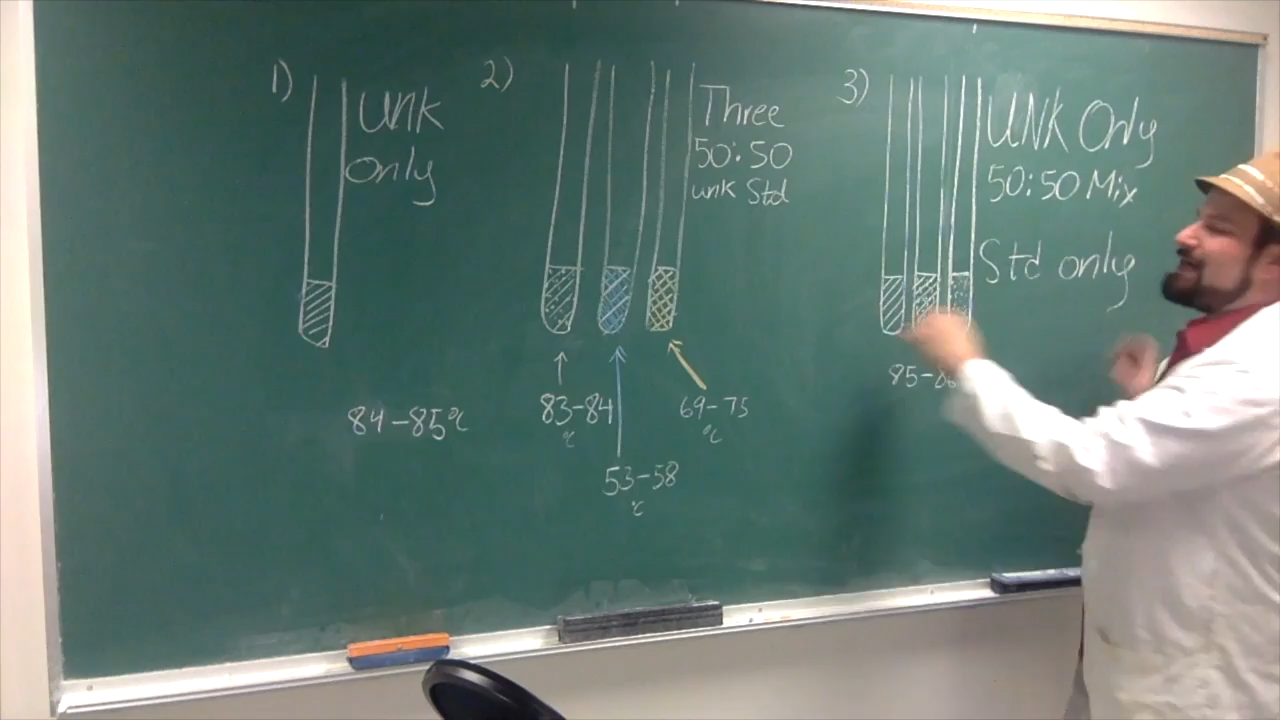 1)
Unk
only
84-85°C
2)
Three
50:50
unk Std
83-84
°C
53-58
°C
69-75
°C
3)
UNK Only
50:50 Mix
Std only
85-